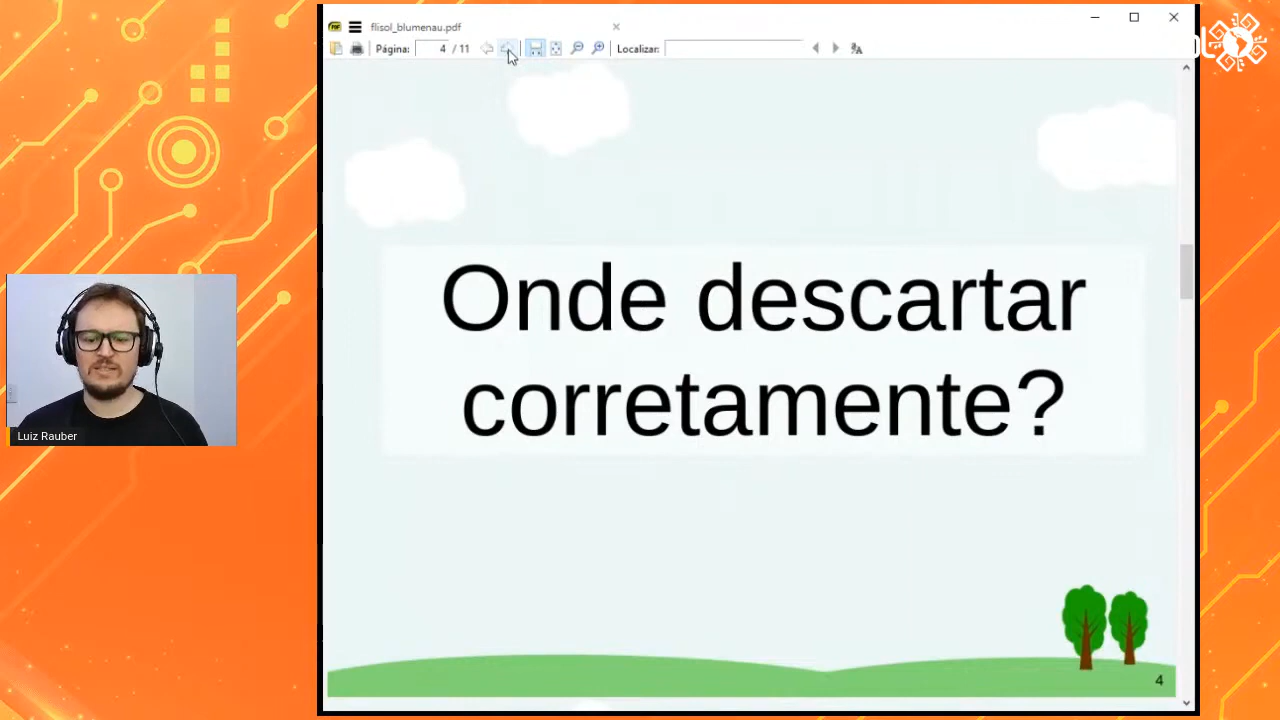 flisol_blumenau.pdf
Página: 4 / 11 Localizar:
Onde descartar
corretamente?
4
Luiz Rauber